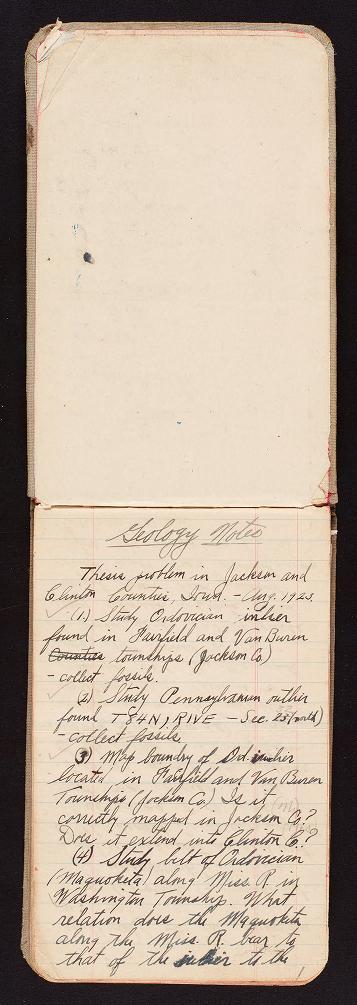 Geology Notes
Thesis problem in Jackson and
Clinton Counties, Iowa. - Aug. 1923.
(1) Study Ordovician inlier
found in Fairfield and Van Buren
Counties townships (Jackson Co)
- collect fossils.
(2) Study Pennsylvanian outlier
found T84N, R1VE - Sec. 23 (north)
- collect fossils.
(3) Map boundry of Ord. inlier
located in Fairfield and Van Buren
Townships (Jackson Co.) Is it
correctly mapped in Jackson Co.?
Does it extend into Clinton Co.?
(4) Study belt of Ordovician
(Maquoketa) along Miss. R. in
Washington Township. What
relation does the Maquoketa
along the Miss. R. bear to
that of the inlier to the
1